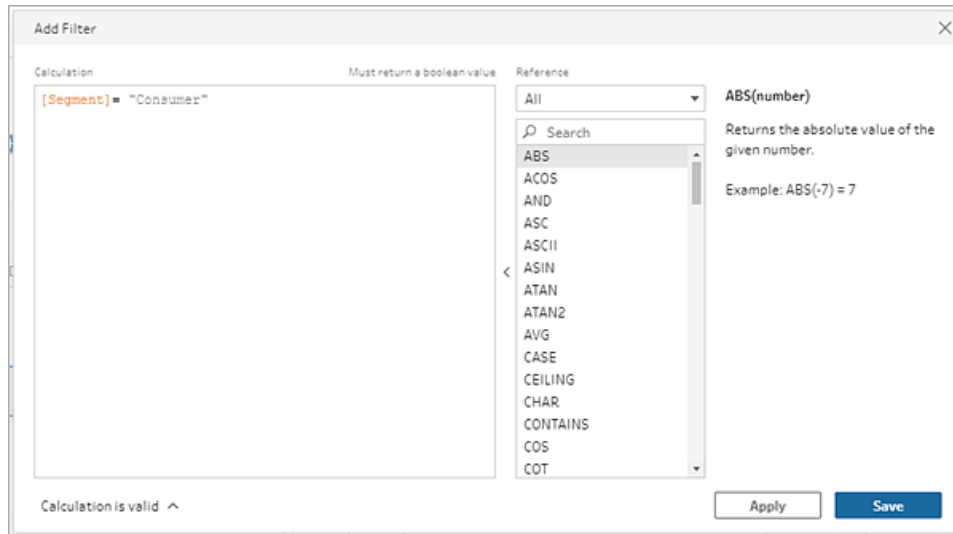 Add Filter
Calculation
Must return a boolean value
Reference
[Segment]= "Consumer"
All
Search
ABS
ACOS
AND
ASC
ASCII
ASIN
ATAN
ATAN2
AVG
CASE
CEILING
CHAR
CONTAINS
COS
COT
ABS(number)
Returns the absolute value of the
given number.
Example: ABS(-7) = 7
Calculation is valid
Apply
Save